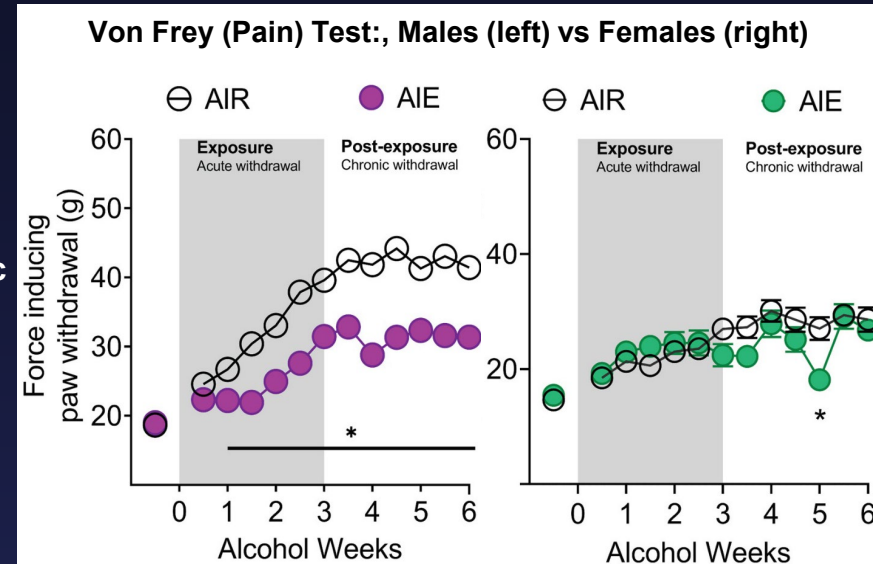 Von Frey (Pain) Test:, Males (left) vs Females (right)
AIR AIE
Exposure
Acute withdrawal
Post-exposure
Chronic withdrawal
Force inducing
paw withdrawal (g)
60
50
40
30
20
*
0 1 2 3 4 5 6
Alcohol Weeks
AIR AIE
Exposure
Acute withdrawal
Post-exposure
Chronic withdrawal
60
40
20
*
0 1 2 3 4 5 6
Alcohol Weeks
c